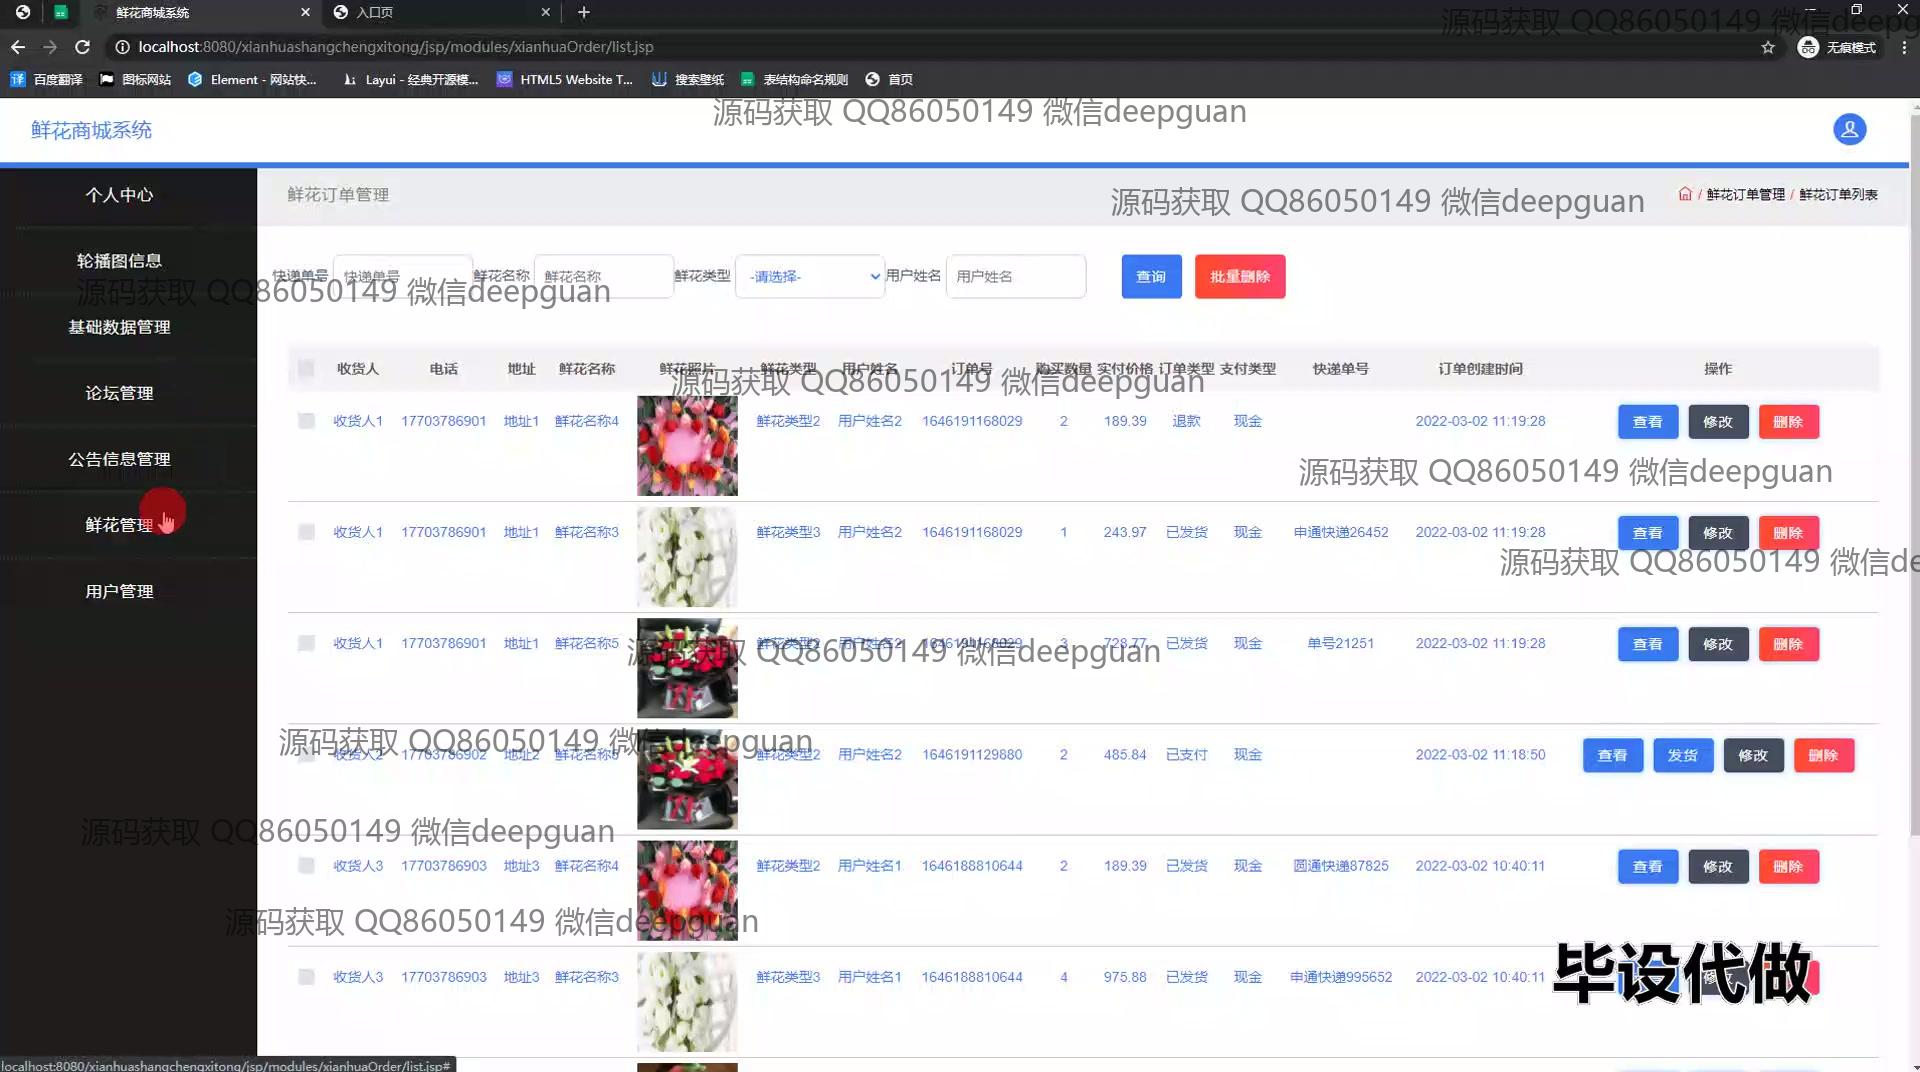 鲜花商城系统
入口页
localhost:8080/xianhuashangchengxitong/jsp/modules/xianhuaOrder/list.jsp
无痕模式
百度翻译 图标网站 Element - 网站快... Layui - 经典开源模... HTML5 Website T... 搜索壁纸 表结构命名规则 首页
源码获取 QQ86050149 微信deepg
源码获取 QQ86050149 微信deepguan
鲜花商城系统
个人中心
轮播图信息
基础数据管理
论坛管理
公告信息管理
鲜花管理
用户管理
鲜花订单管理
源码获取 QQ86050149 微信deepguan
/ 鲜花订单管理 / 鲜花订单列表
快递单号 快递单号 鲜花名称 鲜花名称 鲜花类型 -请选择- 用户姓名 用户姓名 查询 批量删除
源码获取 QQ86050149 微信deepguan
收货人 电话 地址 鲜花名称 鲜花照片 鲜花类型 用户姓名 订单号 购买数量 实付价格 订单类型 支付类型 快递单号 订单创建时间 操作
源码获取 QQ86050149 微信deepguan
收货人1 17703786901 地址1 鲜花名称4 鲜花类型2 用户姓名2 1646191168029 2 189.39 退款 现金 2022-03-02 11:19:28 查看 修改 删除
源码获取 QQ86050149 微信deepguan
收货人1 17703786901 地址1 鲜花名称3 鲜花类型3 用户姓名2 1646191168029 1 243.97 已发货 现金 申通快递26452 2022-03-02 11:19:28 查看 修改 删除
源码获取 QQ86050149 微信de
收货人1 17703786901 地址1 鲜花名称5 鲜花类型2 用户姓名2 1646191168029 3 728.77 已发货 现金 单号21251 2022-03-02 11:19:28 查看 修改 删除
源码获取 QQ86050149 微信deepguan
收货人2 17703786902 地址2 鲜花名称5 鲜花类型2 用户姓名2 1646191129880 2 485.84 已支付 现金 2022-03-02 11:18:50 查看 发货 修改 删除
源码获取 QQ86050149 微信deepguan
源码获取 QQ86050149 微信deepguan
收货人3 17703786903 地址3 鲜花名称4 鲜花类型2 用户姓名1 1646188810644 2 189.39 已发货 现金 圆通快递87825 2022-03-02 10:40:11 查看 修改 删除
源码获取 QQ86050149 微信deepguan
收货人3 17703786903 地址3 鲜花名称3 鲜花类型3 用户姓名1 1646188810644 4 975.88 已发货 现金 申通快递995652 2022-03-02 10:40:11
毕设代做
localhost:8080/xianhuashangchengxitong/jsp/modules/xianhuaOrder/list.jsp#